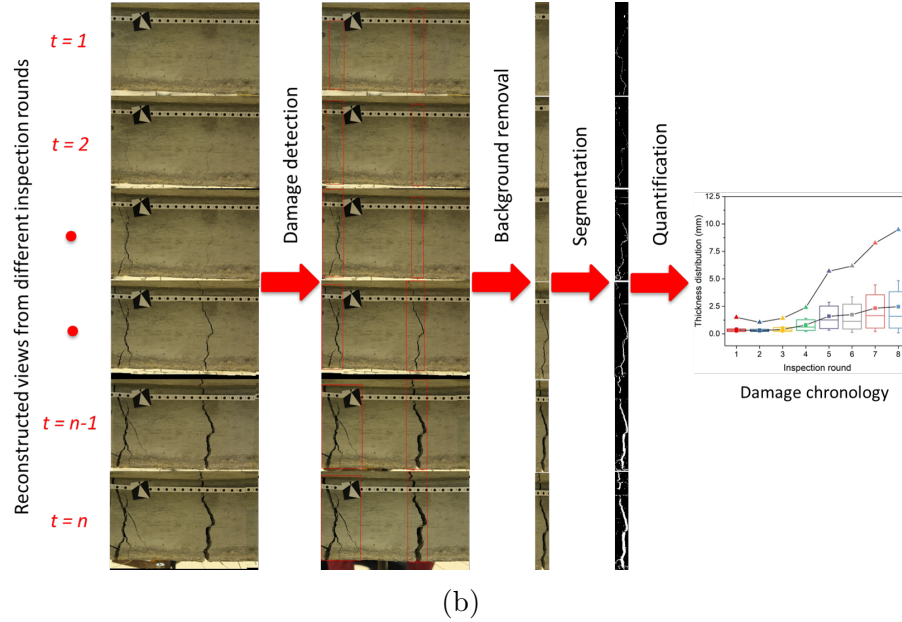 Reconstructed views from different inspection rounds
t = 1
t = 2
t = n-1
t = n
Damage detection
Background removal
Segmentation
Quantification
Thickness distribution (mm)
12.5
10.0
7.5
5.0
2.5
0.0
1 2 3 4 5 6 7 8
Inspection round
Damage chronology
(b)